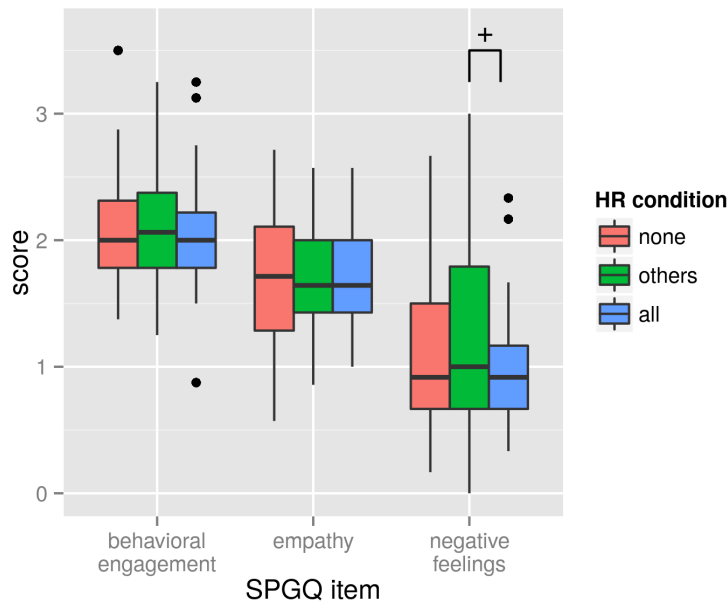 +
3
2
1
0
score
behavioral
engagement
empathy
negative
feelings
SPGQ item
HR condition
none
others
all